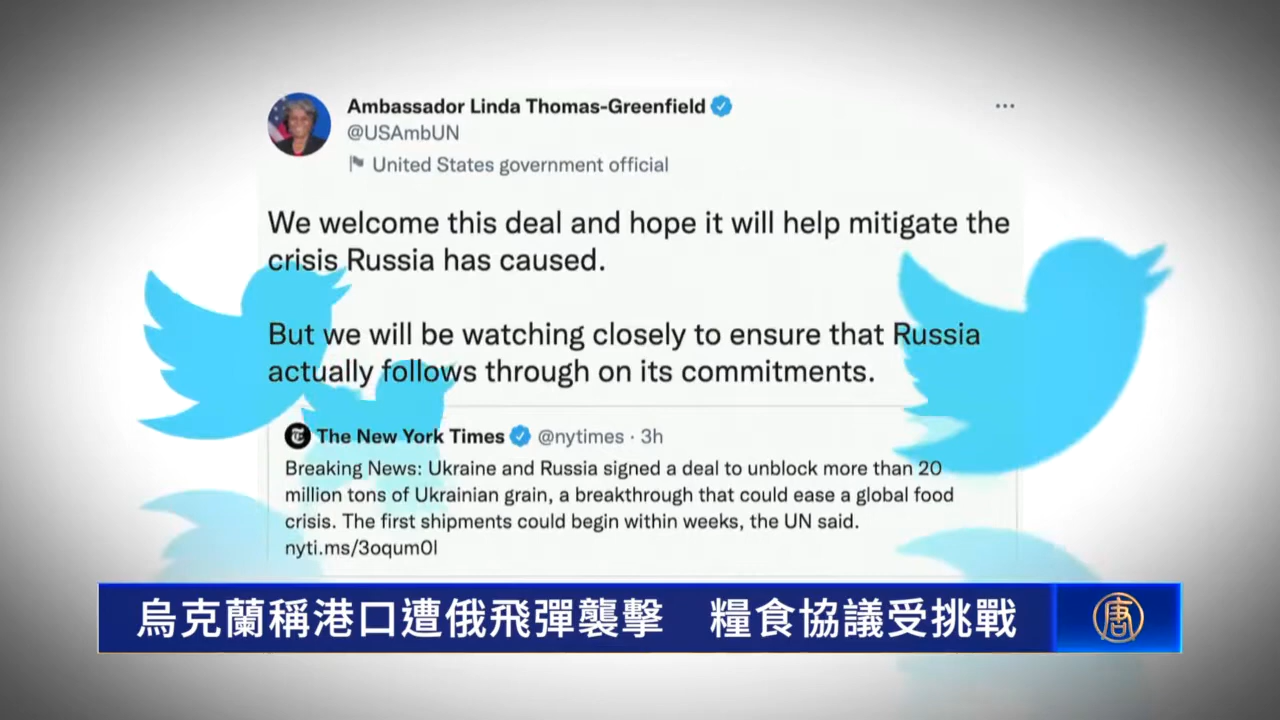 Ambassador Linda Thomas-Greenfield
@USAmbUN
United States government official
We welcome this deal and hope it will help mitigate the
crisis Russia has caused.
But we will be watching closely to ensure that Russia
actually follows through on its commitments.
The New York Times @nytimes · 3h
Breaking News: Ukraine and Russia signed a deal to unblock more than 20
million tons of Ukrainian grain, a breakthrough that could ease a global food
crisis. The first shipments could begin within weeks, the UN said.
nyti.ms/3oqum0l
烏克蘭稱港口遭俄飛彈襲擊 糧食協議受挑戰
唐